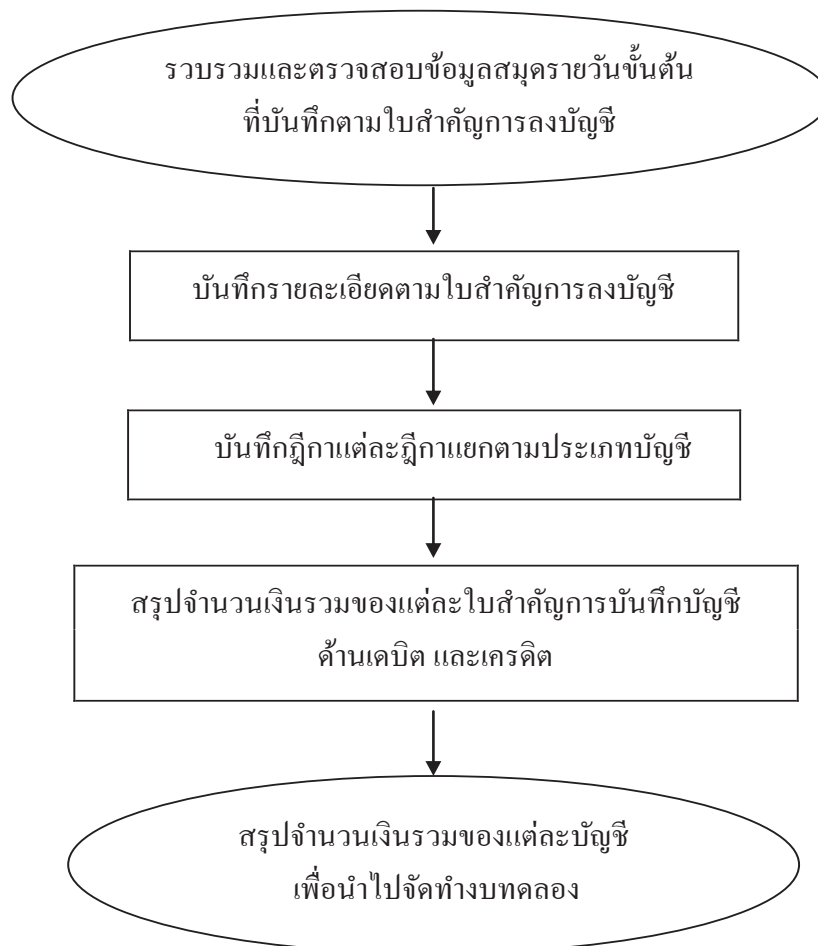 รวบรวมและตรวจสอบข้อมูลสมุดรายวันขั้นต้น
ที่บันทึกตามใบสำคัญการลงบัญชี
บันทึกรายละเอียดตามใบสำคัญการลงบัญชี
บันทึกฎีกาแต่ละฎีกาแยกตามประเภทบัญชี
สรุปจำนวนเงินรวมของแต่ละใบสำคัญการบันทึกบัญชี
ด้านเดบิต และเครดิต
สรุปจำนวนเงินรวมของแต่ละบัญชี
เพื่อนำไปจัดทำงบทดลอง